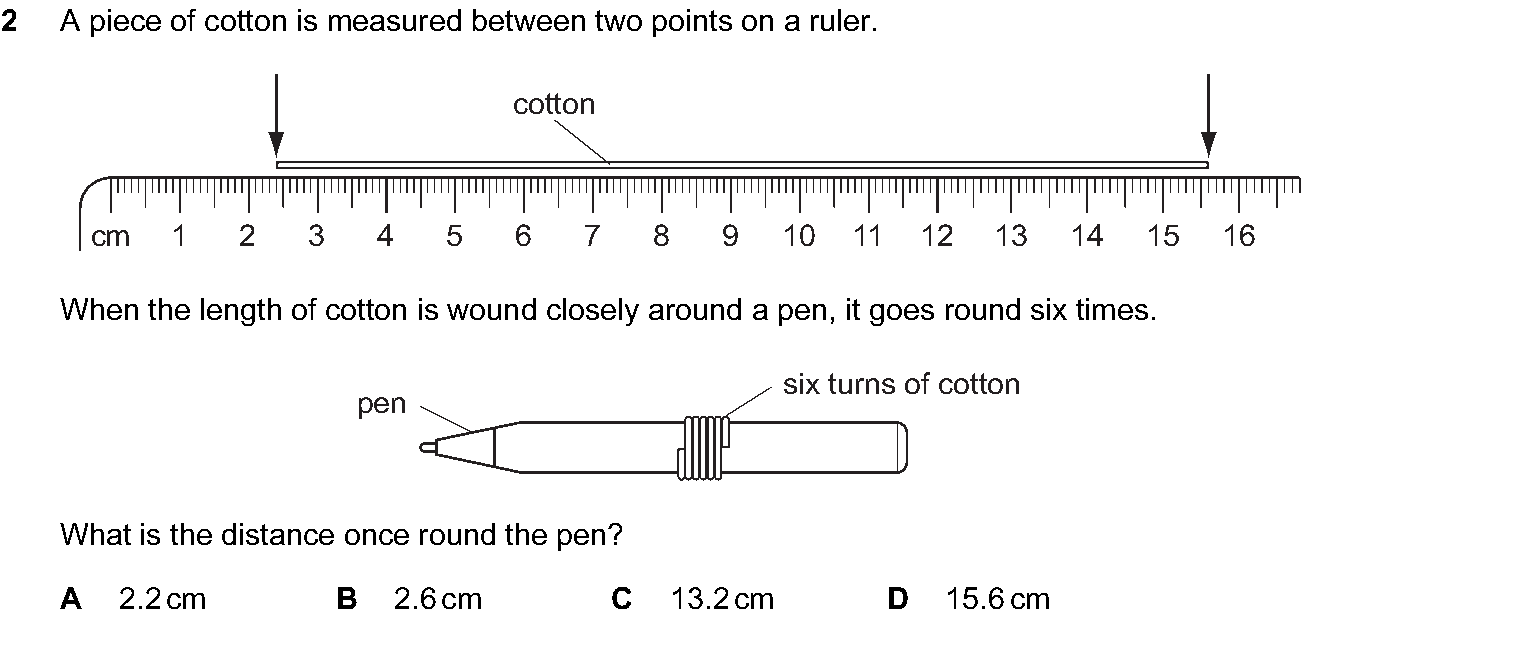 2 A piece of cotton is measured between two points on a ruler.
cotton
cm 1 2 3 4 5 6 7 8 9 10 11 12 13 14 15 16
When the length of cotton is wound closely around a pen, it goes round six times.
six turns of cotton
pen
What is the distance once round the pen?
A 2.2 cm B 2.6 cm C 13.2 cm D 15.6 cm